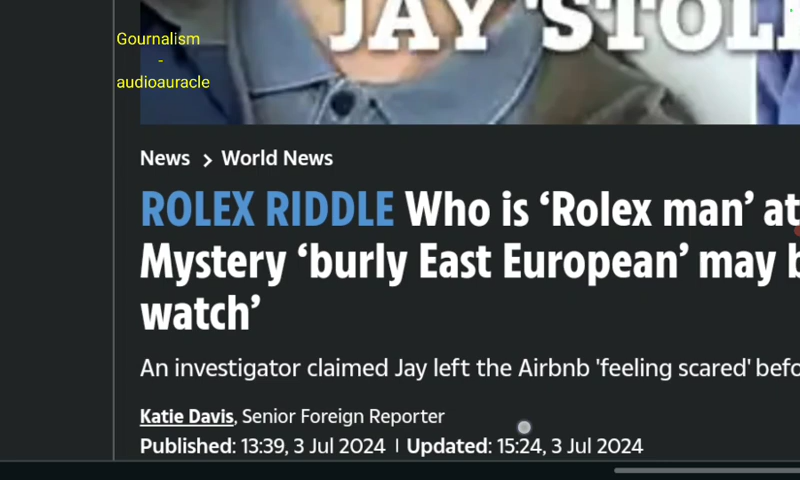 JAY 'STOL
Gournalism
-
audioauracle
News > World News
ROLEX RIDDLE Who is ‘Rolex man’ at
Mystery ‘burly East European’ may b
watch’
An investigator claimed Jay left the Airbnb 'feeling scared' befo
Katie Davis, Senior Foreign Reporter
Published: 13:39, 3 Jul 2024 | Updated: 15:24, 3 Jul 2024